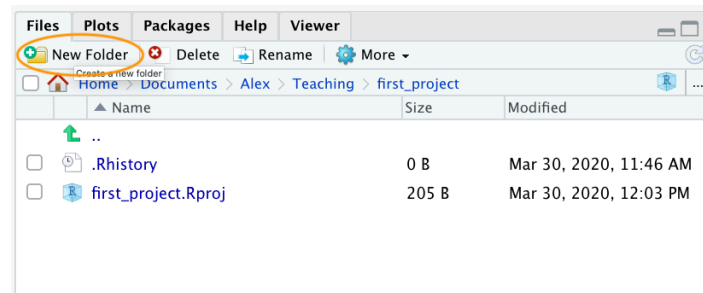 Files Plots Packages Help Viewer
New Folder Delete Rename More
Create a new folder
Home > Documents > Alex > Teaching > first_project ...
Name Size Modified
..
.Rhistory 0 B Mar 30, 2020, 11:46 AM
first_project.Rproj 205 B Mar 30, 2020, 12:03 PM